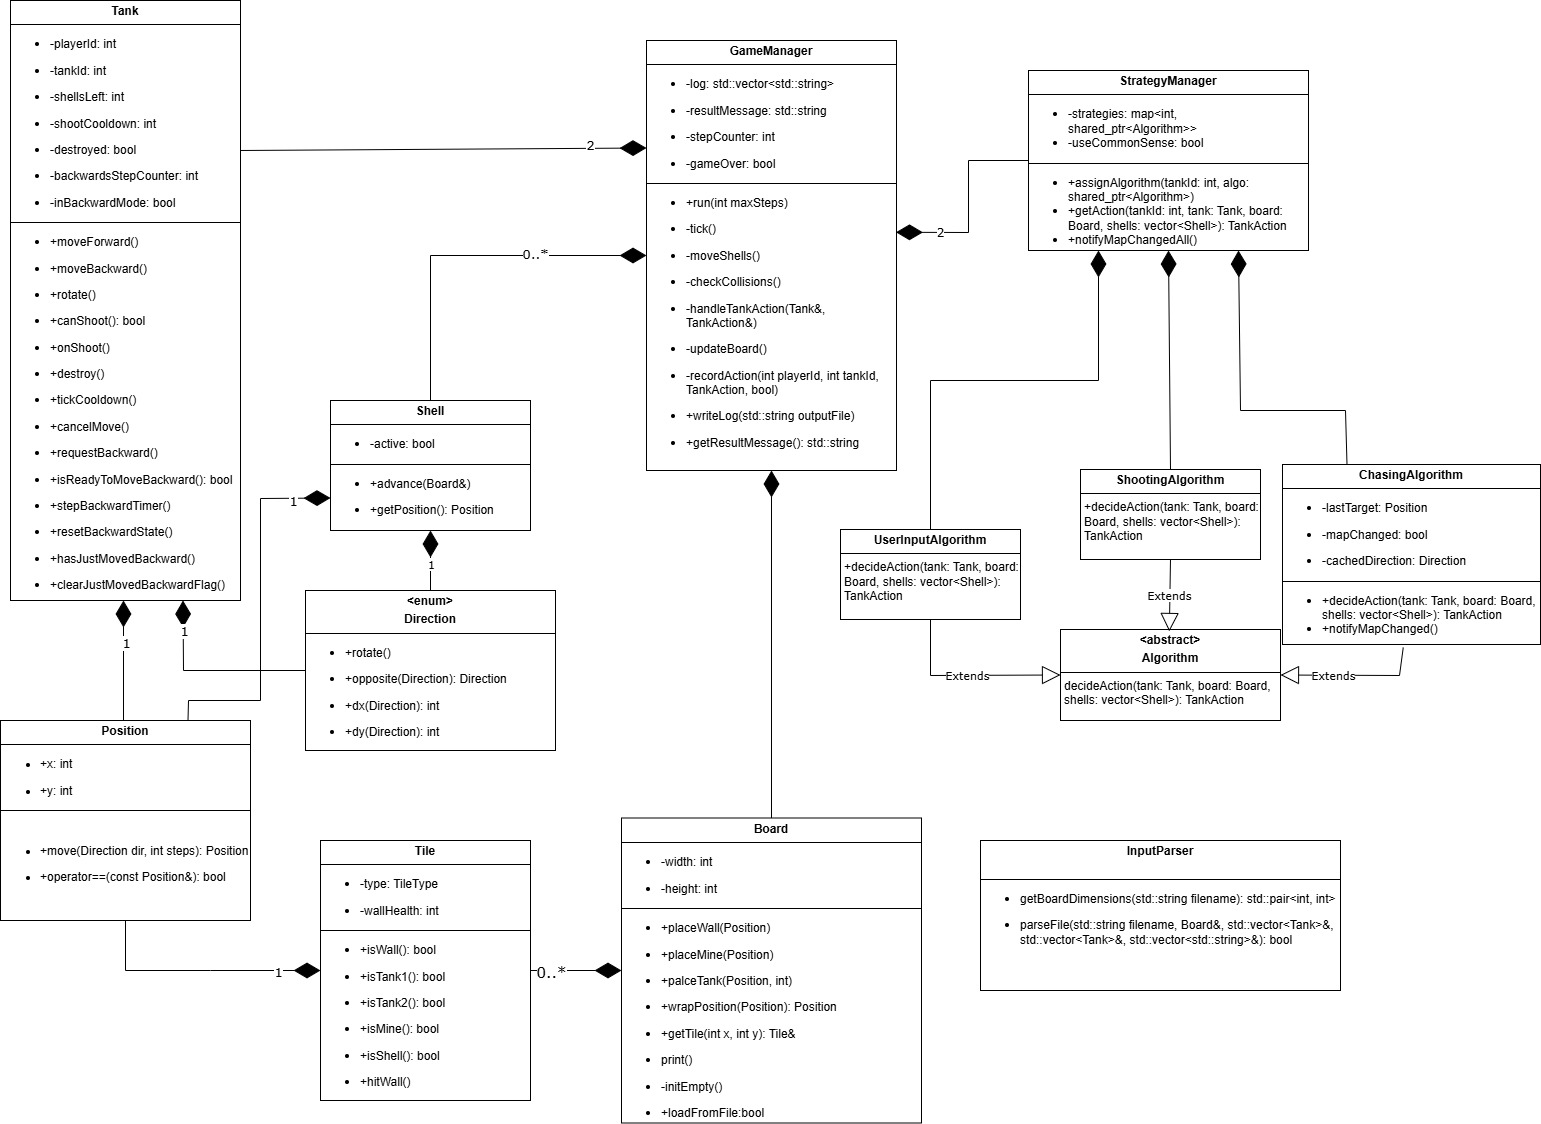 Tank
-playerId: int
-tankId: int
-shellsLeft: int
-shootCooldown: int
-destroyed: bool
-backwardsStepCounter: int
-inBackwardMode: bool
+moveForward()
+moveBackward()
+rotate()
+canShoot(): bool
+onShoot()
+destroy()
+tickCooldown()
+cancelMove()
+requestBackward()
+isReadyToMoveBackward(): bool
+stepBackwardTimer()
+resetBackwardState()
+hasJustMovedBackward()
+clearJustMovedBackwardFlag()
2
GameManager
-log: std::vector<std::string>
-resultMessage: std::string
-stepCounter: int
-gameOver: bool
+run(int maxSteps)
-tick()
-moveShells()
-checkCollisions()
-handleTankAction(Tank&,
TankAction&)
-updateBoard()
-recordAction(int playerId, int tankId,
TankAction, bool)
+writeLog(std::string outputFile)
+getResultMessage(): std::string
2
StrategyManager
-strategies: map<int,
shared_ptr<Algorithm>>
-useCommonSense: bool
+assignAlgorithm(tankId: int, algo:
shared_ptr<Algorithm>)
+getAction(tankId: int, tank: Tank, board:
Board, shells: vector<Shell>): TankAction
+notifyMapChangedAll()
0..*
Shell
-active: bool
+advance(Board&)
+getPosition(): Position
1
1
<enum>
Direction
+rotate()
+opposite(Direction): Direction
+dx(Direction): int
+dy(Direction): int
1
1
UserInputAlgorithm
+decideAction(tank: Tank, board:
Board, shells: vector<Shell>):
TankAction
ShootingAlgorithm
+decideAction(tank: Tank, board:
Board, shells: vector<Shell>):
TankAction
ChasingAlgorithm
-lastTarget: Position
-mapChanged: bool
-cachedDirection: Direction
+decideAction(tank: Tank, board: Board,
shells: vector<Shell>): TankAction
+notifyMapChanged()
Extends
Extends
Extends
<abstract>
Algorithm
decideAction(tank: Tank, board: Board,
shells: vector<Shell>): TankAction
Position
+x: int
+y: int
+move(Direction dir, int steps): Position
+operator==(const Position&): bool
1
Tile
-type: TileType
-wallHealth: int
+isWall(): bool
+isTank1(): bool
+isTank2(): bool
+isMine(): bool
+isShell(): bool
+hitWall()
0..*
Board
-width: int
-height: int
+placeWall(Position)
+placeMine(Position)
+palceTank(Position, int)
+wrapPosition(Position): Position
+getTile(int x, int y): Tile&
print()
-initEmpty()
+loadFromFile:bool
InputParser
getBoardDimensions(std::string filename): std::pair<int, int>
parseFile(std::string filename, Board&, std::vector<Tank>&,
std::vector<Tank>&, std::vector<std::string>&): bool